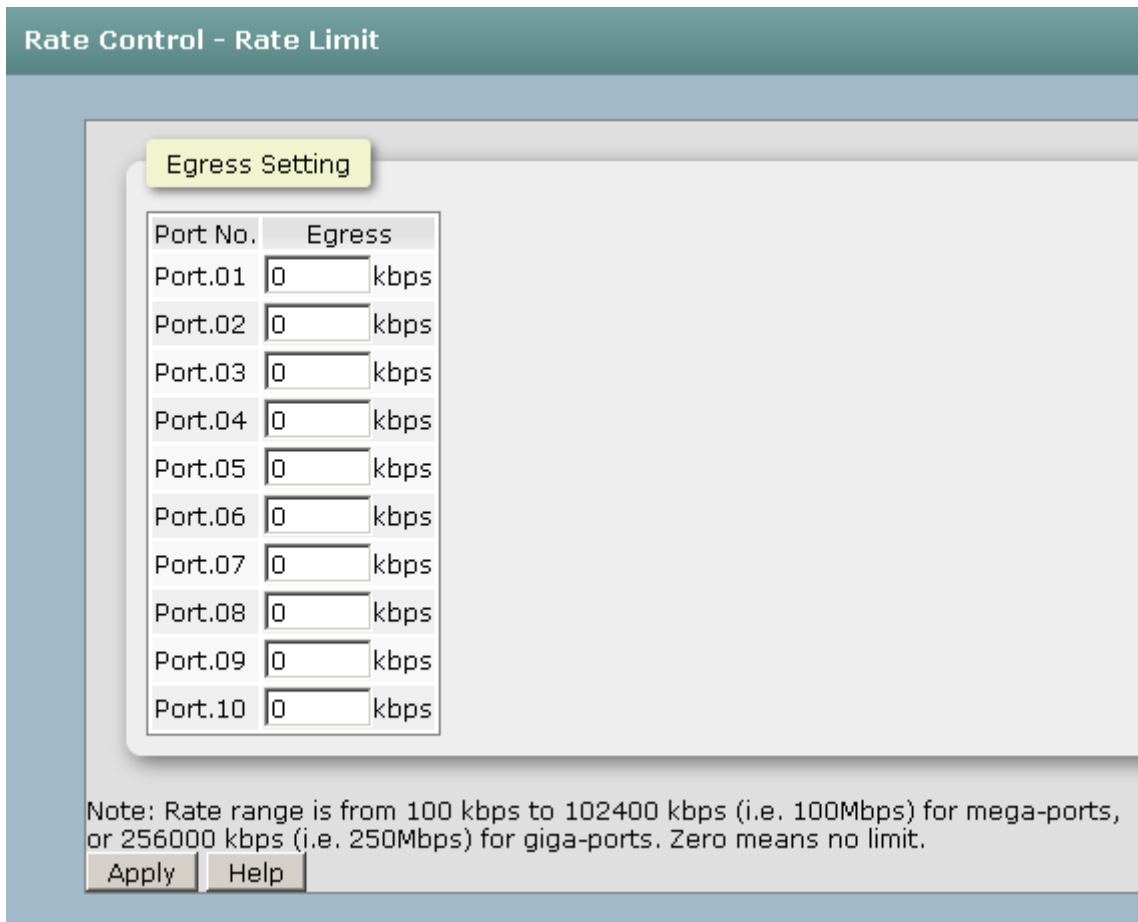 Rate Control - Rate Limit
Egress Setting
Port No. Egress
Port.01 0 kbps
Port.02 0 kbps
Port.03 0 kbps
Port.04 0 kbps
Port.05 0 kbps
Port.06 0 kbps
Port.07 0 kbps
Port.08 0 kbps
Port.09 0 kbps
Port.10 0 kbps
Note: Rate range is from 100 kbps to 102400 kbps (i.e. 100Mbps) for mega-ports,
or 256000 kbps (i.e. 250Mbps) for giga-ports. Zero means no limit.
Apply Help